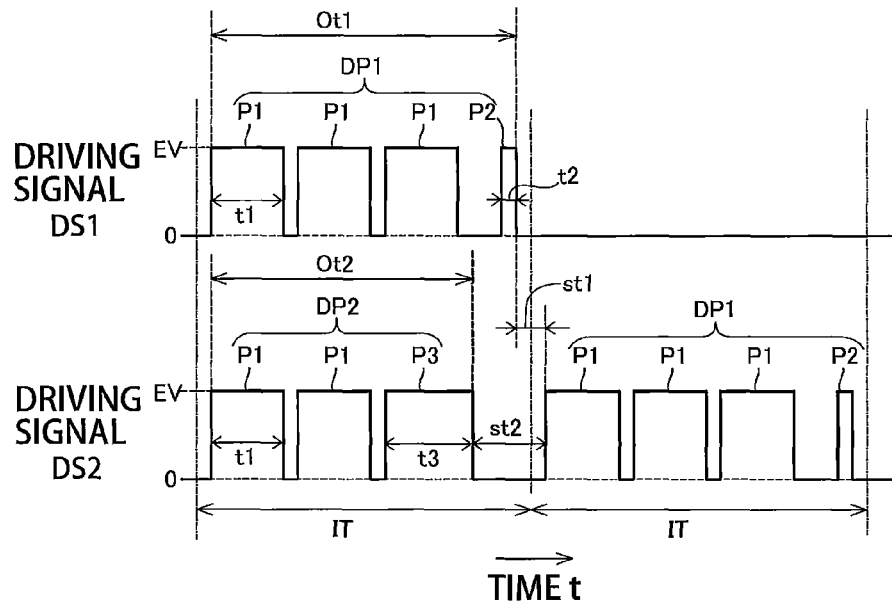 Ot1
DP1
P1 P1 P1 P2
DRIVING
SIGNAL
DS1
EV
t1
t2
0
Ot2
st1
DP2
DP1
P1 P1 P3 P1 P1 P1 P2
DRIVING
SIGNAL
DS2
EV
t1 t3 st2
0
IT IT
TIME t